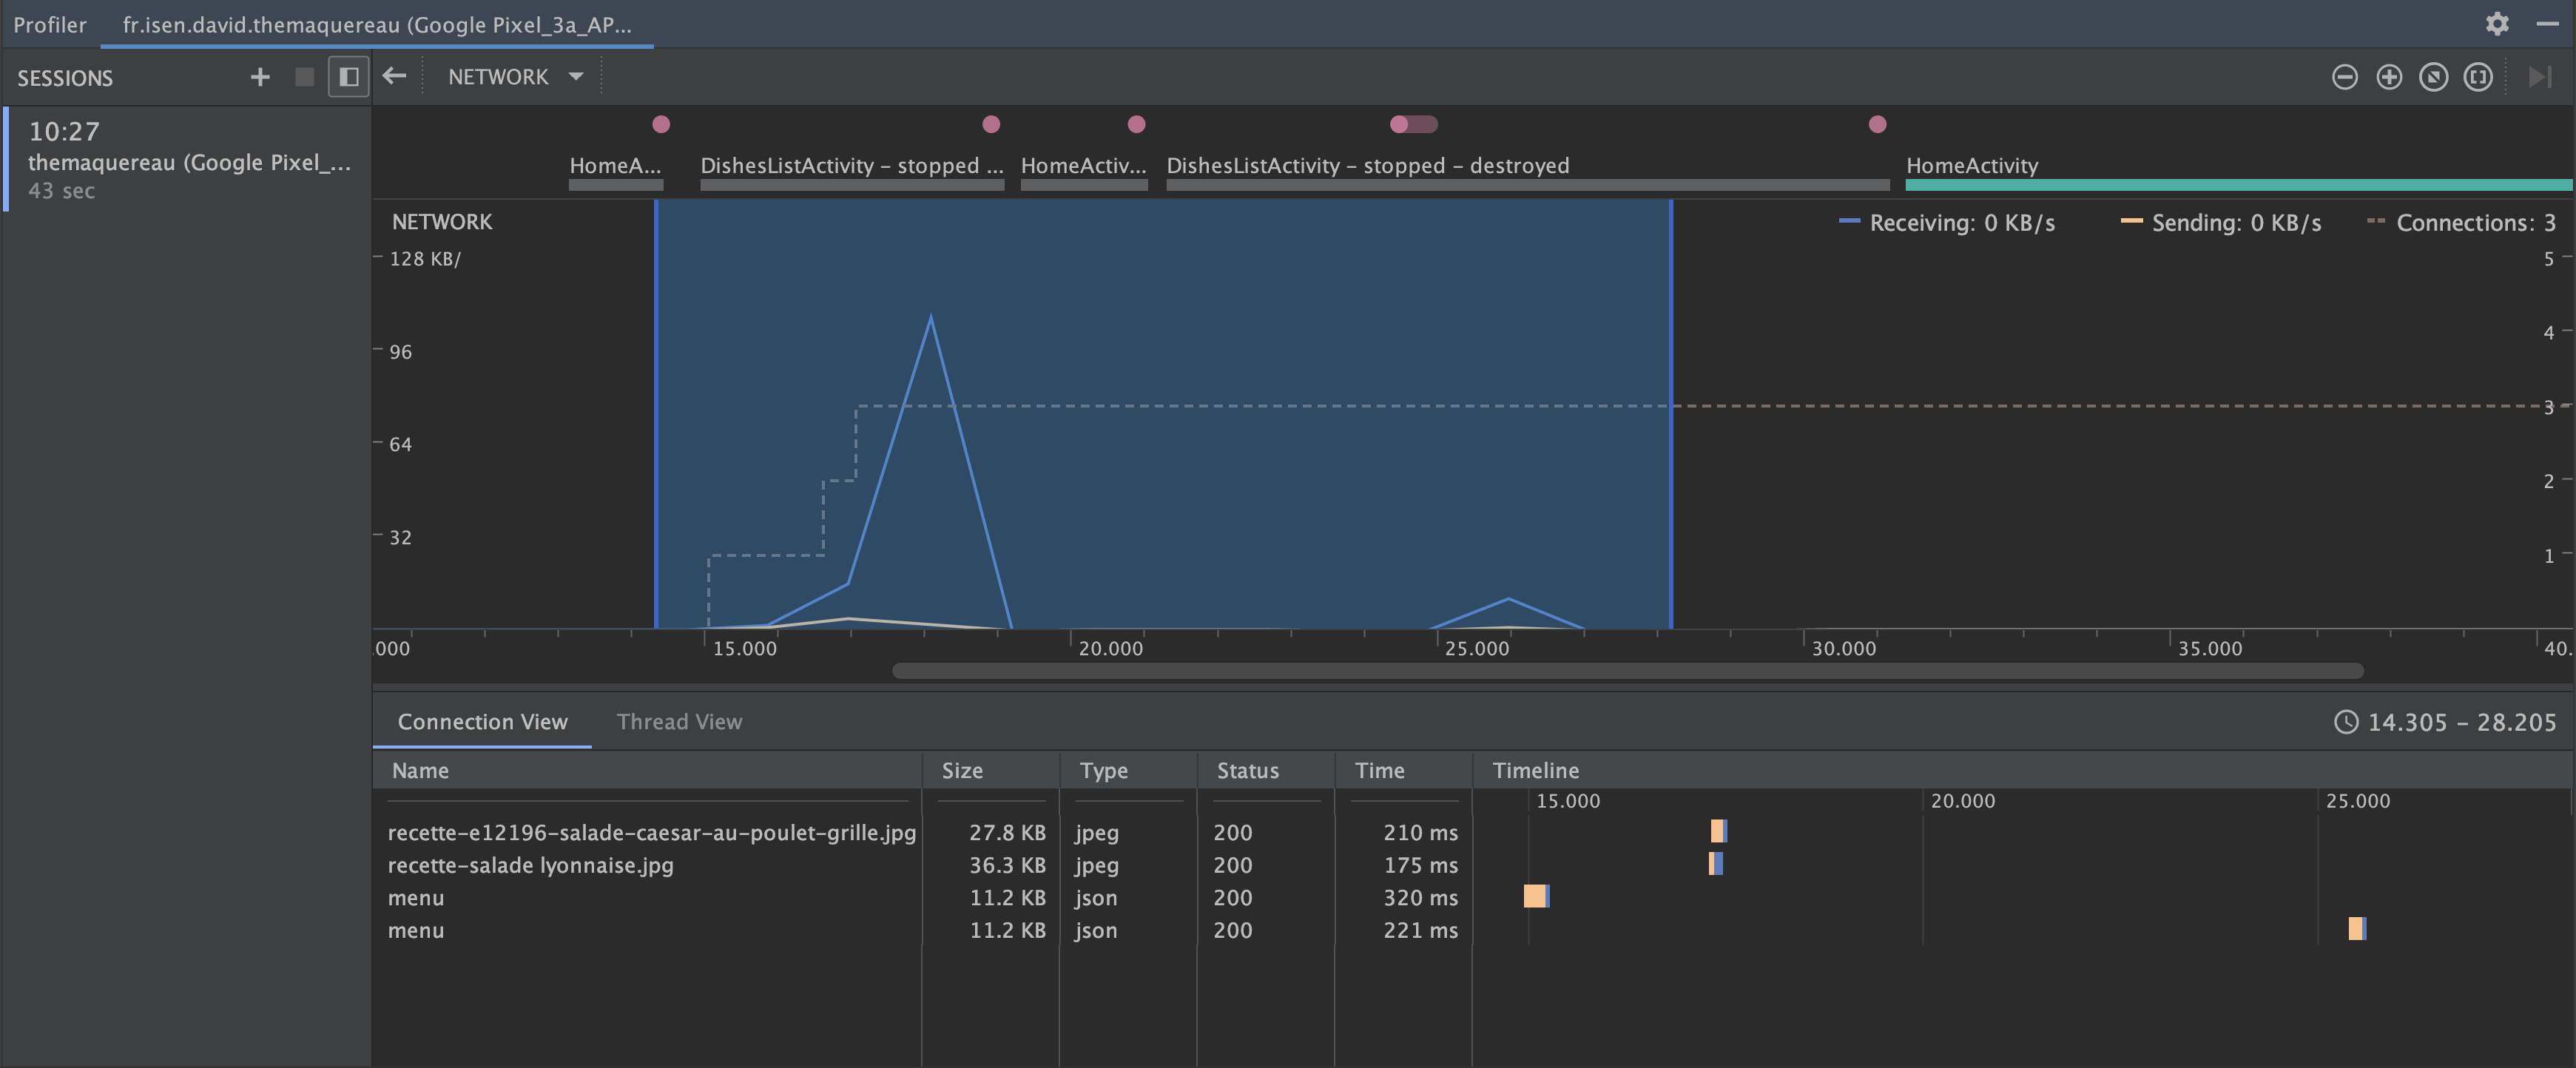 Profiler fr.isen.david.themaquereau (Google Pixel_3a_AP...
SESSIONS NETWORK
10:27
themaquereau (Google Pixel_...
43 sec
HomeA... DishesListActivity – stopped ... HomeActiv... DishesListActivity – stopped – destroyed HomeActivity
NETWORK Receiving: 0 KB/s Sending: 0 KB/s Connections: 3
128 KB/ 5
96 4
3
64 2
32 1
.000 15.000 20.000 25.000 30.000 35.000 40.
Connection View Thread View 14.305 – 28.205
Name Size Type Status Time Timeline
15.000 20.000 25.000
recette-e12196-salade-caesar-au-poulet-grille.jpg 27.8 KB jpeg 200 210 ms
recette-salade lyonnaise.jpg 36.3 KB jpeg 200 175 ms
menu 11.2 KB json 200 320 ms
menu 11.2 KB json 200 221 ms